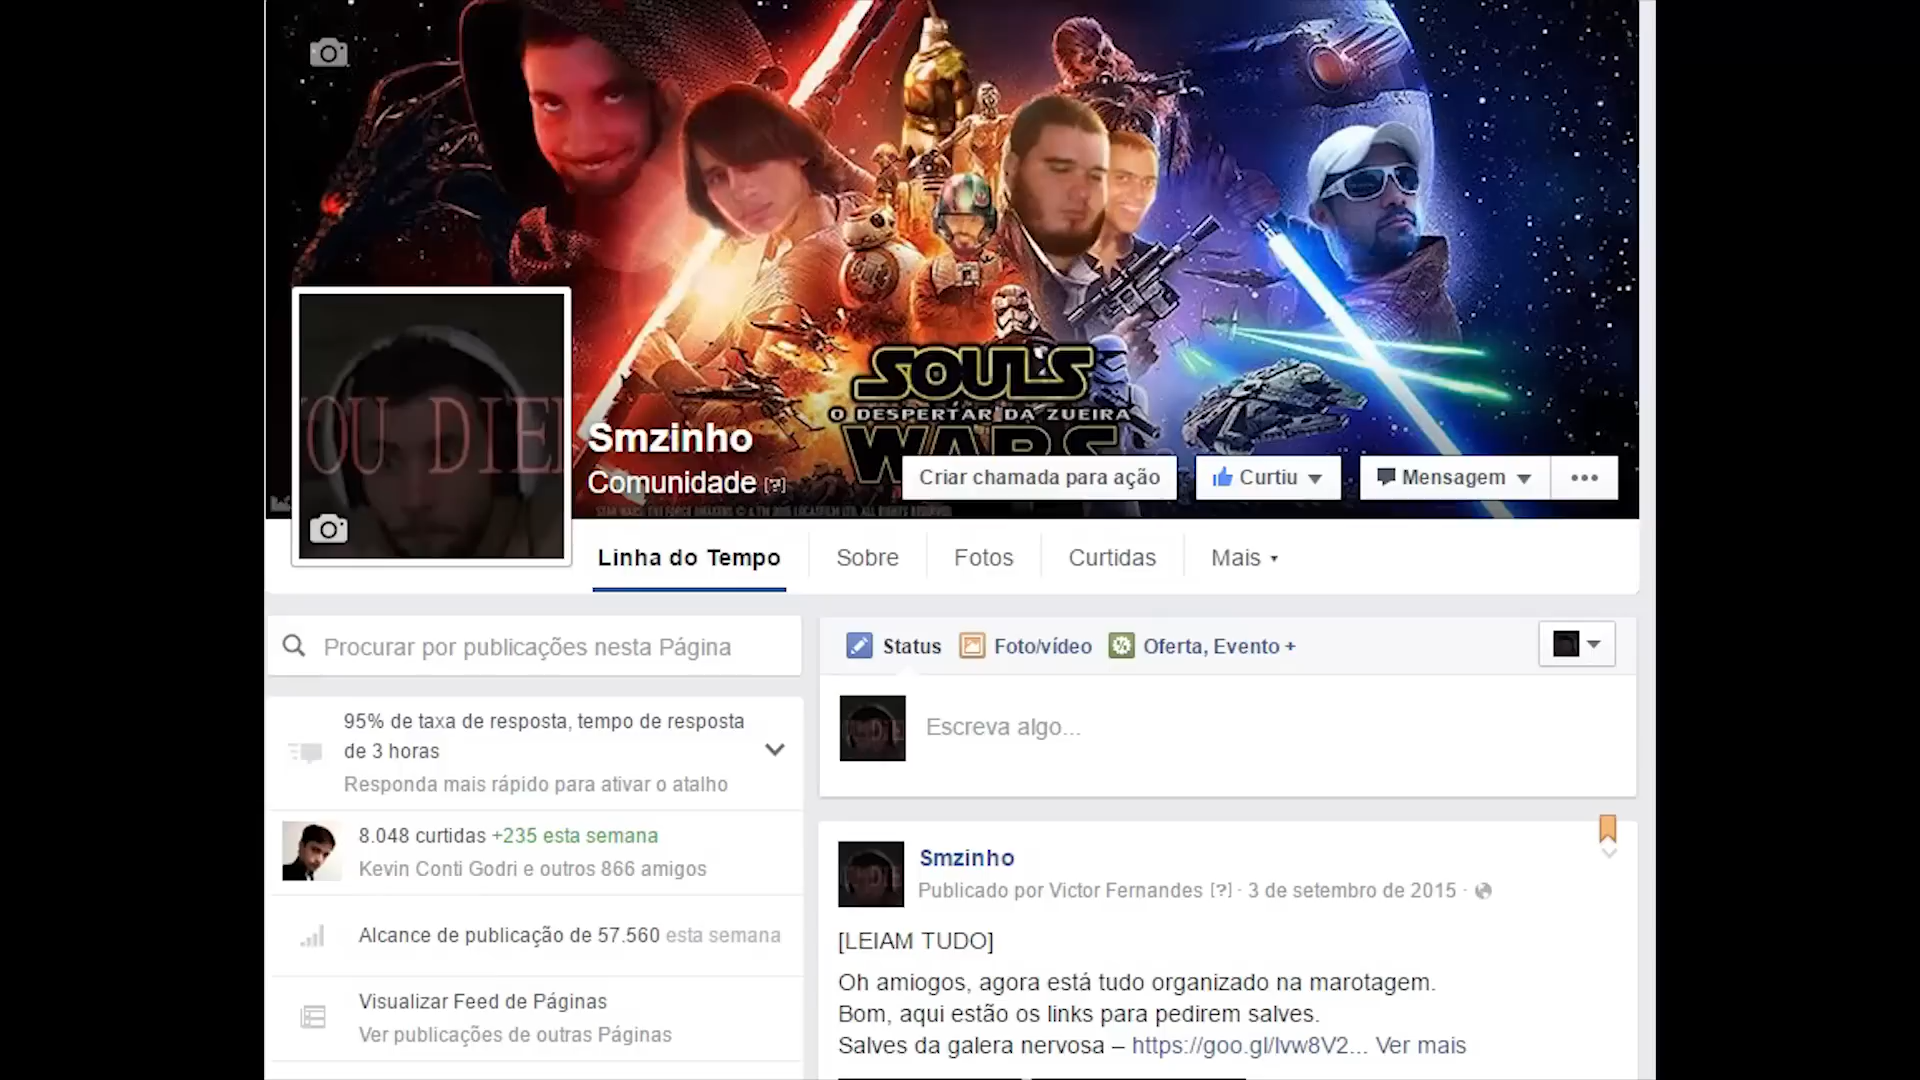 SOULS
O DESPERTAR DA ZUEIRA
WARS
OU DIE
Smzinho
Comunidade [?]
Criar chamada para ação
Curtiu
Mensagem
Linha do Tempo
Sobre
Fotos
Curtidas
Mais
Procurar por publicações nesta Página
95% de taxa de resposta, tempo de resposta
de 3 horas
Responda mais rápido para ativar o atalho
8.048 curtidas +235 esta semana
Kevin Conti Godri e outros 866 amigos
Alcance de publicação de 57.560 esta semana
Visualizar Feed de Páginas
Ver publicações de outras Páginas
Status
Foto/vídeo
Oferta, Evento +
Escreva algo...
Smzinho
Publicado por Victor Fernandes [?] · 3 de setembro de 2015 ·
[LEIAM TUDO]
Oh amiogos, agora está tudo organizado na marotagem.
Bom, aqui estão os links para pedirem salves.
Salves da galera nervosa – https://goo.gl/lvw8V2... Ver mais